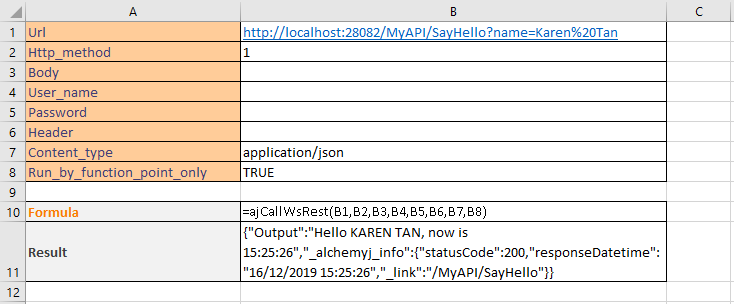 A B C
1 Url http://localhost:28082/MyAPI/SayHello?name=Karen%20Tan
2 Http_method 1
3 Body
4 User_name
5 Password
6 Header
7 Content_type application/json
8 Run_by_function_point_only TRUE
9
10 Formula =ajCallWsRest(B1,B2,B3,B4,B5,B6,B7,B8)
{"Output":"Hello KAREN TAN, now is
Result 15:25:26","_alchemyj_info":{"statusCode":200,"responseDatetime":
11 "16/12/2019 15:25:26","_link":"/MyAPI/SayHello"}}
12